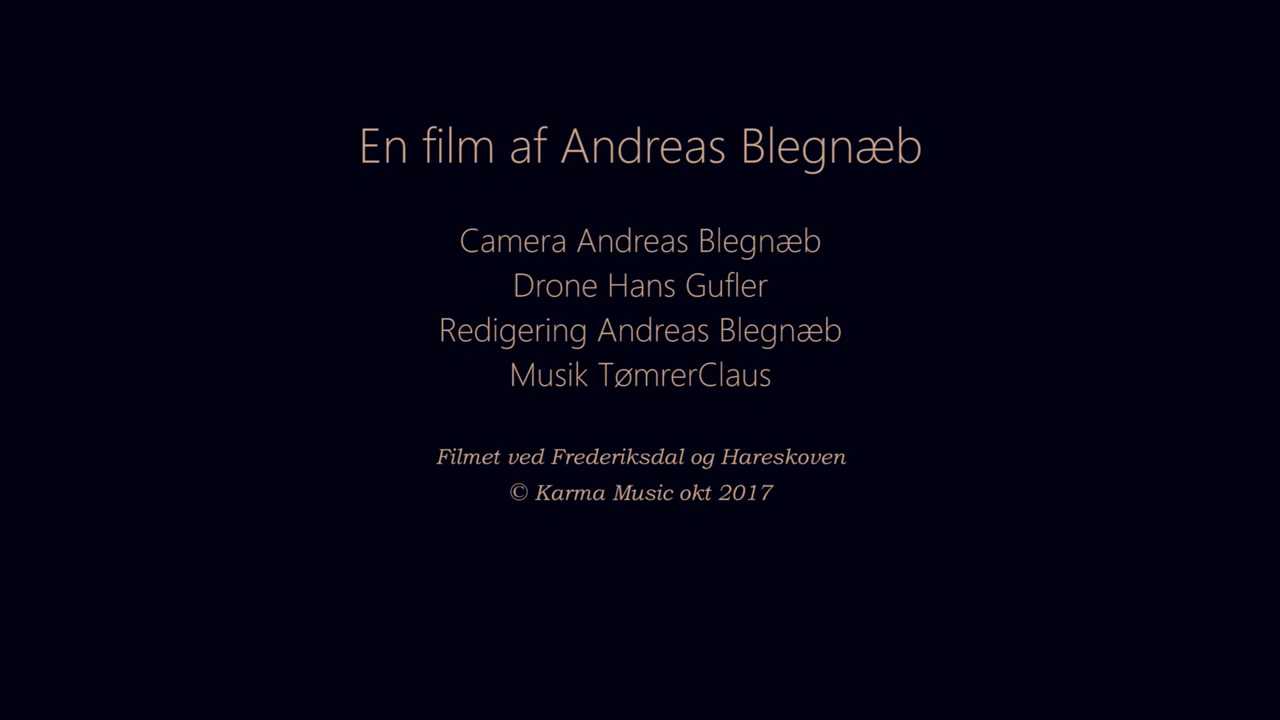 En film af Andreas Blegnæb
Camera Andreas Blegnæb
Drone Hans Gufler
Redigering Andreas Blegnæb
Musik TømrerClaus
Filmet ved Frederiksdal og Hareskoven
© Karma Music okt 2017